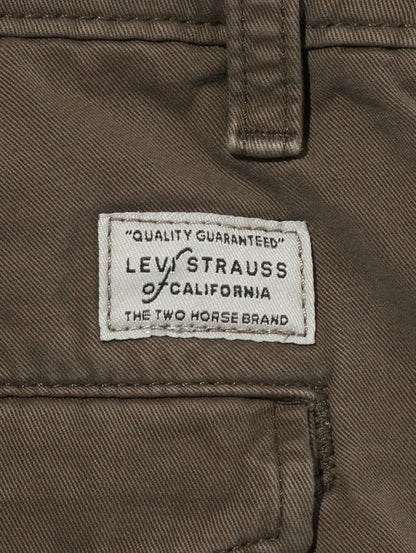 "QUALITY GUARANTEED"
LEVI STRAUSS
of CALIFORNIA
THE TWO HORSE BRAND